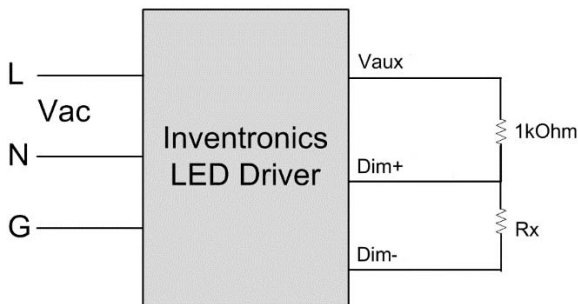 L
Vac
N
G
Inventronics
LED Driver
Vaux
Dim+
Dim-
1kOhm
Rx